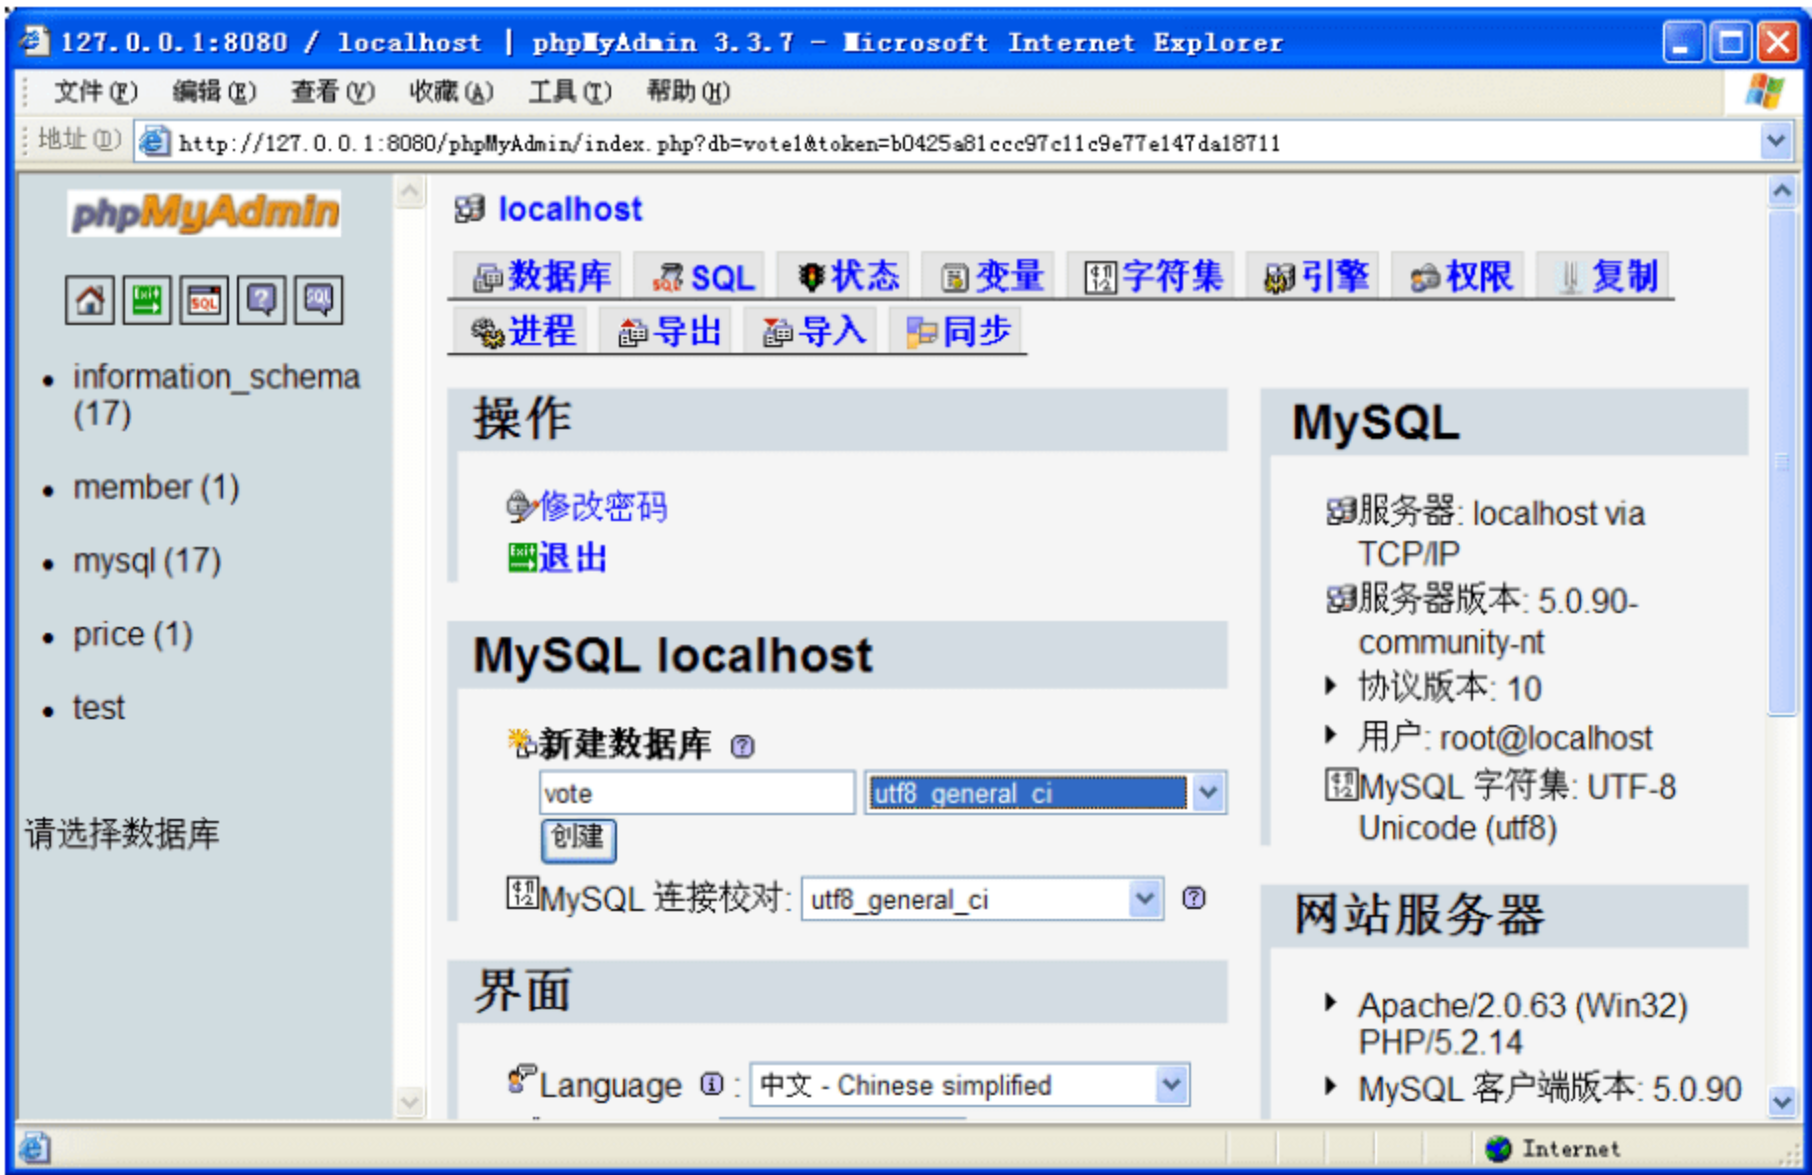 127.0.0.1:8080 / localhost | phpMyAdmin 3.3.7 - Microsoft Internet Explorer
文件(F) 编辑(E) 查看(V) 收藏(A) 工具(T) 帮助(H)
地址(D) http://127.0.0.1:8080/phpMyAdmin/index.php?db=vote1&token=b0425a81ccc97c11c9e77e147da18711
phpMyAdmin
Exit SQL ? SQL
information_schema
(17)
member (1)
mysql (17)
price (1)
test
请选择数据库
localhost
数据库 SQL 状态 变量 字符集 引擎 权限 复制
进程 导出 导入 同步
操作
修改密码
退出
MySQL localhost
新建数据库
vote utf8_general_ci
创建
MySQL 连接校对: utf8_general_ci
界面
Language : 中文 - Chinese simplified
MySQL
服务器: localhost via
TCP/IP
服务器版本: 5.0.90-
community-nt
协议版本: 10
用户: root@localhost
MySQL 字符集: UTF-8
Unicode (utf8)
网站服务器
Apache/2.0.63 (Win32)
PHP/5.2.14
MySQL 客户端版本: 5.0.90
Internet